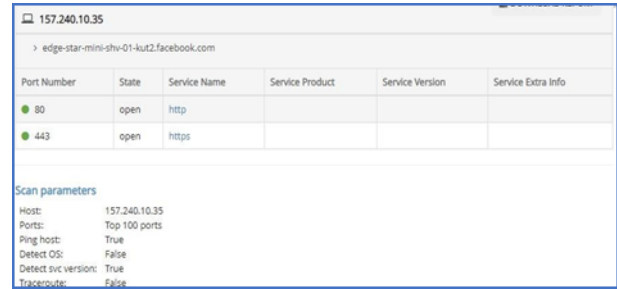 157.240.10.35
> edge-star-mini-shv-01-kut2.facebook.com
Port Number State Service Name Service Product Service Version Service Extra Info
80 open http
443 open https
Scan parameters
Host: 157.240.10.35
Ports: Top 100 ports
Ping host: True
Detect OS: False
Detect svc version: True
Traceroute: False